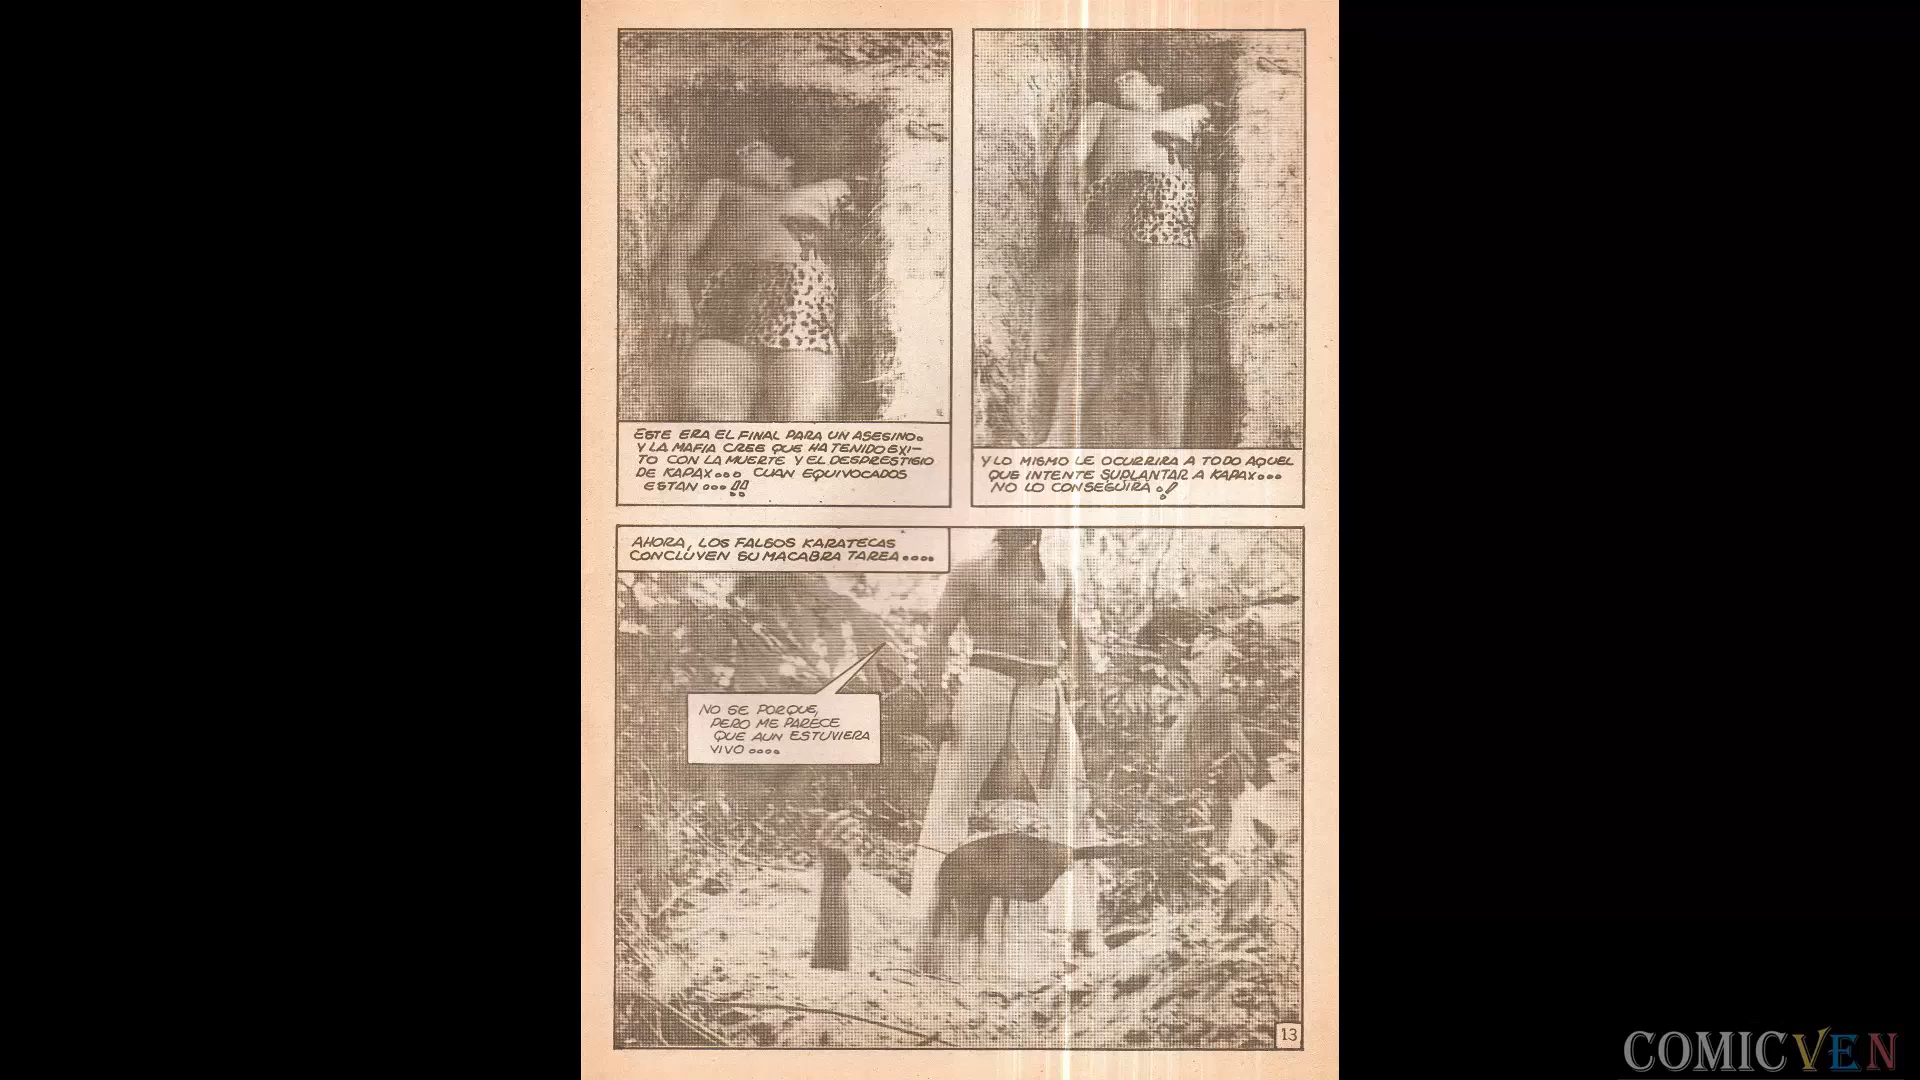 ESTE ERA EL FINAL PARA UN ASESINO.
Y LA MAFIA CREE QUE HA TENIDO EXI-
TO CON LA MUERTE Y EL DESPRESTIGIO
DE KAPAX... CUAN EQUIVOCADOS
ESTAN...!!
Y LO MISMO LE OCURRIRA A TODO AQUEL
QUE INTENTE SUPLANTAR A KAPAX...
NO LO CONSEGUIRA.!
AHORA, LOS FALSOS KARATECAS
CONCLUYEN SU MACABRA TAREA....
NO SE PORQUE,
PERO ME PARECE
QUE AUN ESTUVIERA
VIVO....
13
COMICVEN